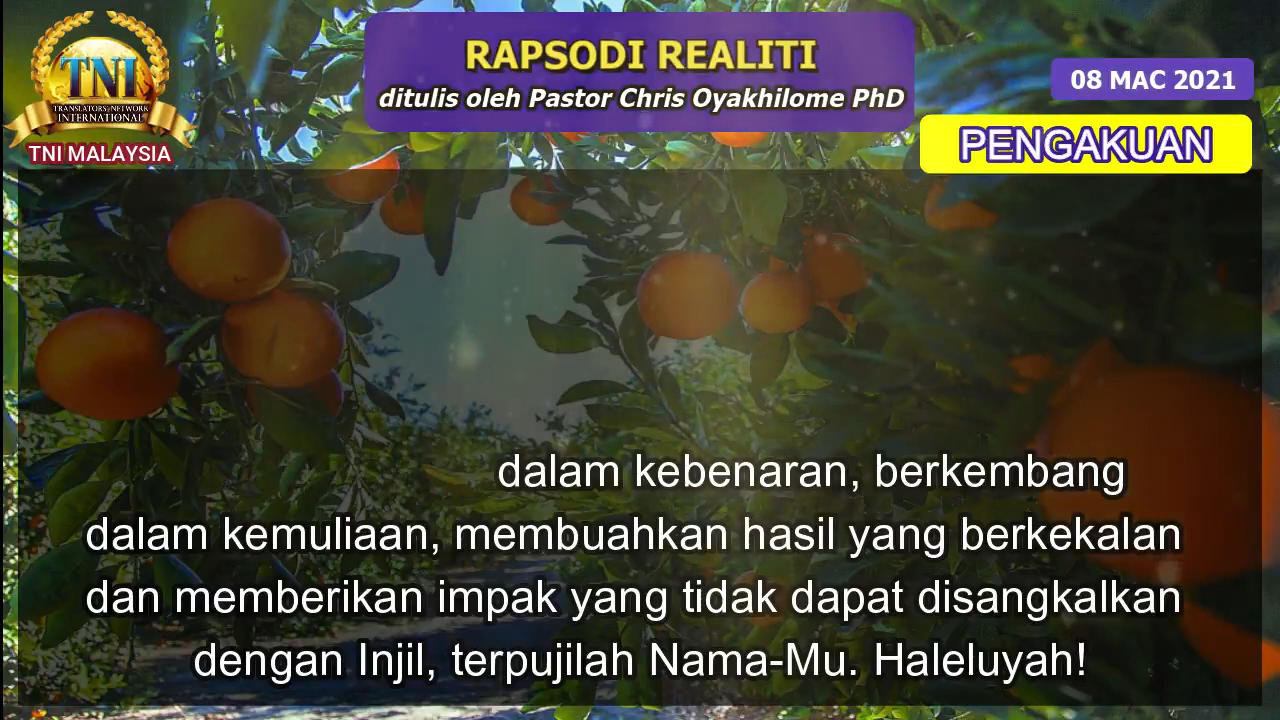 TNI
TRANSLATORS' NETWORK
INTERNATIONAL
TNI MALAYSIA
RAPSODI REALITI
ditulis oleh Pastor Chris Oyakhilome PhD
08 MAC 2021
PENGAKUAN
dalam kebenaran, berkembang
dalam kemuliaan, membuahkan hasil yang berkekalan
dan memberikan impak yang tidak dapat disangkalkan
dengan Injil, terpujilah Nama-Mu. Haleluyah!